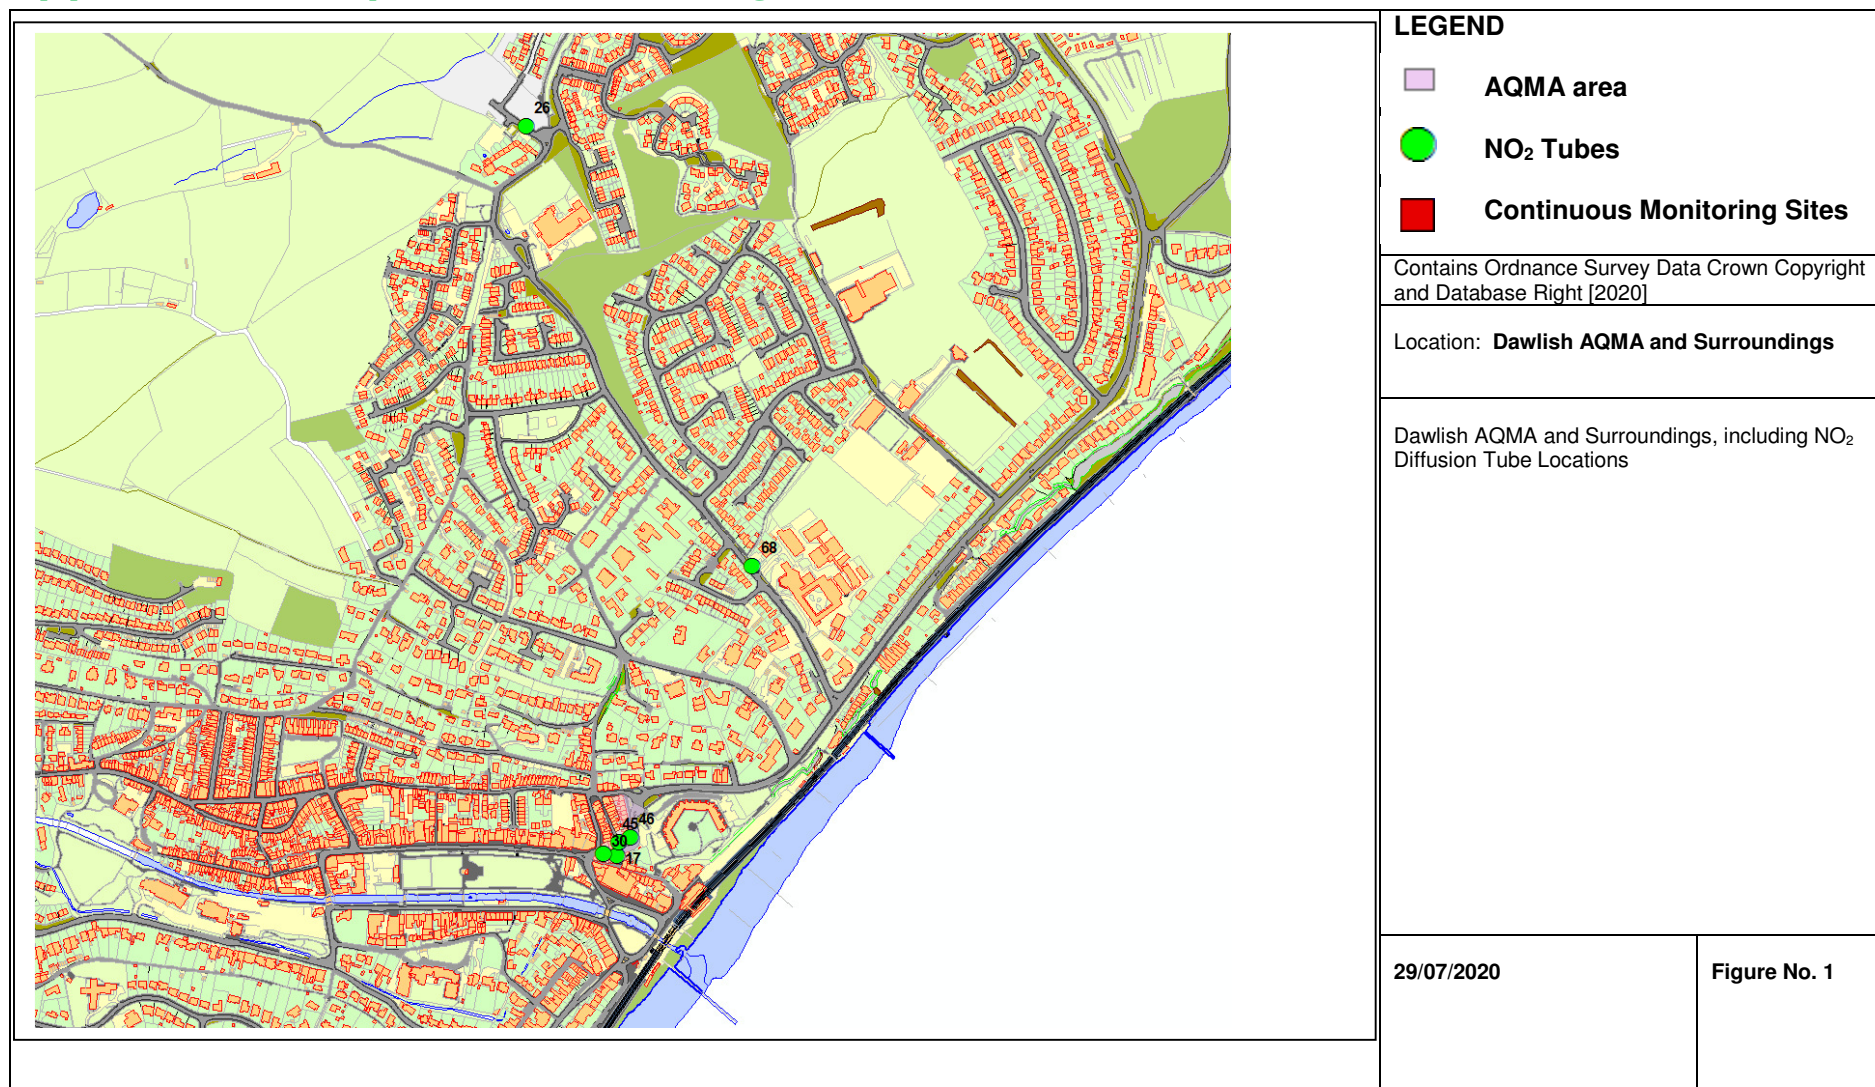 26
68
45
46
30
17
LEGEND
AQMA area
NO₂ Tubes
Continuous Monitoring Sites
Contains Ordnance Survey Data Crown Copyright
and Database Right [2020]
Location: Dawlish AQMA and Surroundings
Dawlish AQMA and Surroundings, including NO₂
Diffusion Tube Locations
29/07/2020
Figure No. 1